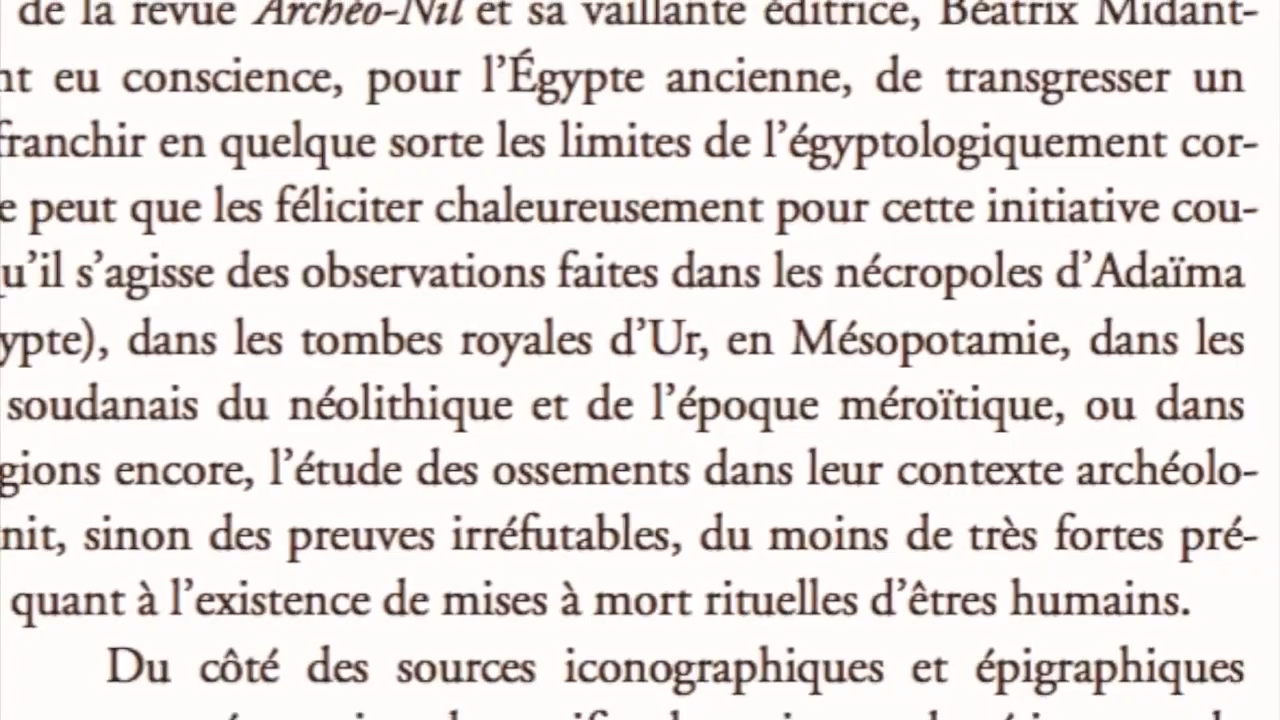 de la revue Archéo-Nil et sa vaillante éditrice, Béatrix Midant-
eu conscience, pour l’Égypte ancienne, de transgresser un
franchir en quelque sorte les limites de l’égyptologiquement cor-
peut que les féliciter chaleureusement pour cette initiative cou-
qu’il s’agisse des observations faites dans les nécropoles d’Adaïma
ypte), dans les tombes royales d’Ur, en Mésopotamie, dans les
soudanais du néolithique et de l’époque méroïtique, ou dans
gions encore, l’étude des ossements dans leur contexte archéolo-
nit, sinon des preuves irréfutables, du moins de très fortes pré-
quant à l’existence de mises à mort rituelles d’êtres humains.
Du côté des sources iconographiques et épigraphiques